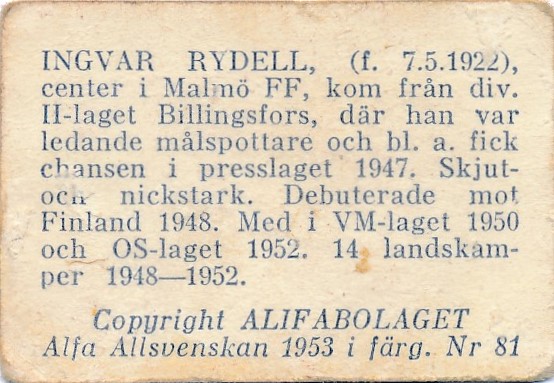 INGVAR RYDELL, (f. 7.5.1922),
center i Malmö FF, kom från div.
II-laget Billingsfors, där han var
ledande målspottare och bl. a. fick
chansen i presslaget 1947. Skjut-
och nickstark. Debuterade mot
Finland 1948. Med i VM-laget 1950
och OS-laget 1952. 14 landskam-
per 1948—1952.
Copyright ALIFABOLAGET
Alfa Allsvenskan 1953 i färg. Nr 81